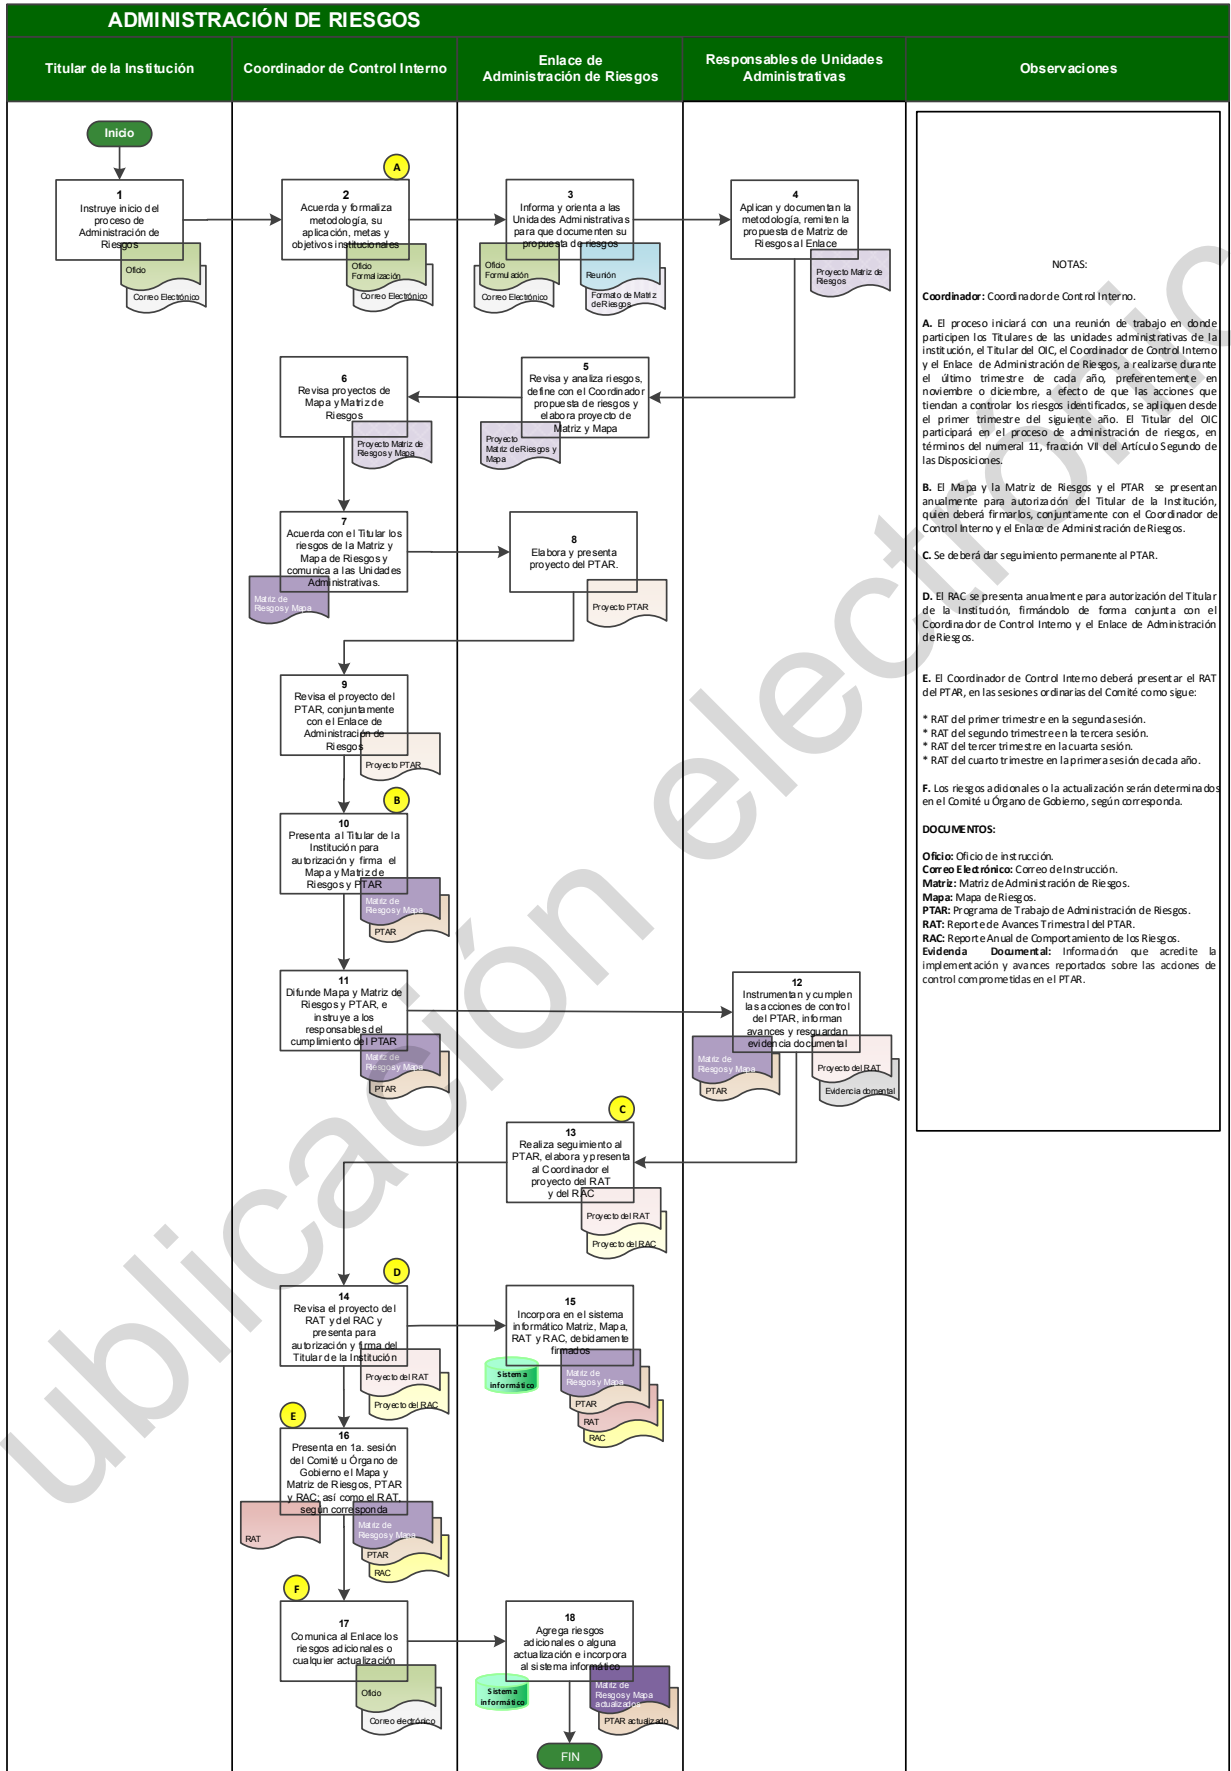 ADMINISTRACIÓN DE RIESGOS
Titular de la Institución
Coordinador de Control Interno
Enlace de
Administración de Riesgos
Responsables de Unidades
Administrativas
Observaciones
Inicio
1
Instruye inicio del
proceso de
Administración de
Riesgos
Oficio
Correo Electrónico
A
2
Acuerda y formaliza
metodología, su
aplicación, metas y
objetivos institucionales
Oficio
Formalización
Correo Electrónico
3
Informa y orienta a las
Unidades Administrativas
para que documenten su
propuesta de riesgos
Oficio
Formulación
Correo Electrónico
Reunión
Formato de Matriz
de Riesgos
4
Aplican y documentan la
metodología, remiten la
propuesta de Matriz de
Riesgos al Enlace
Proyecto Matriz de
Riesgos
5
Revisa y analiza riesgos,
define con el Coordinador
propuesta de riesgos y
elabora proyecto de
Matriz y Mapa
Proyecto
Matriz de Riesgos y
Mapa
6
Revisa proyectos de
Mapa y Matriz de
Riesgos
Proyecto Matriz de
Riesgos y Mapa
7
Acuerda con el Titular los
riesgos de la Matriz y
Mapa de Riesgos y
comunica a las Unidades
Administrativas.
Matriz de
Riesgos y Mapa
8
Elabora y presenta
proyecto del PTAR.
Proyecto PTAR
9
Revisa el proyecto del
PTAR, conjuntamente
con el Enlace de
Administración de
Riesgos
Proyecto PTAR
B
10
Presenta al Titular de la
Institución para
autorización y firma el
Mapa y Matriz de
Riesgos y PTAR
Matriz de
Riesgos y Mapa
PTAR
11
Difunde Mapa y Matriz de
Riesgos y PTAR, e
instruye a los
responsables del
cumplimiento del PTAR
Matriz de
Riesgos y Mapa
PTAR
12
Instrumentan y cumplen
las acciones de control
del PTAR, informan
avances y resguardan
evidencia documental
Matriz de
Riesgos y Mapa
PTAR
Proyecto del RAT
Evidencia domental
C
13
Realiza seguimiento al
PTAR, elabora y presenta
al Coordinador el
proyecto del RAT
y del RAC
Proyecto del RAT
Proyecto del RAC
D
14
Revisa el proyecto del
RAT y del RAC y
presenta para
autorización y firma del
Titular de la Institución
Proyecto del RAT
Proyecto del RAC
15
Incorpora en el sistema
informático Matriz, Mapa,
RAT y RAC, debidamente
firmados
Sistema
informático
Matriz de
Riesgos y Mapa
PTAR
RAT
RAC
E
16
Presenta en 1a. sesión
del Comité u Órgano de
Gobierno el Mapa y
Matriz de Riesgos, PTAR
y RAC; así como el RAT,
según corresponda
RAT
Matriz de
Riesgos y Mapa
PTAR
RAC
F
17
Comunica al Enlace los
riesgos adicionales o
cualquier actualización
Oficio
Correo electrónico
18
Agrega riesgos
adicionales o alguna
actualización e incorpora
al sistema informático
Sistema
informático
Matriz de
Riesgos y Mapa
actualizados
PTAR actualizado
FIN
NOTAS:
Coordinador: Coordinador de Control Interno.
A. El proceso iniciará con una reunión de trabajo en donde
participen los Titulares de las unidades administrativas de la
institución, el Titular del OIC, el Coordinador de Control Interno
y el Enlace de Administración de Riesgos, a realizarse durante
el último trimestre de cada año, preferentemente en
noviembre o diciembre, a efecto de que las acciones que
tiendan a controlar los riesgos identificados, se apliquen desde
el primer trimestre del siguiente año. El Titular del OIC
participará en el proceso de administración de riesgos, en
términos del numeral 11, fracción VII del Artículo Segundo de
las Disposiciones.
B. El Mapa y la Matriz de Riesgos y el PTAR se presentan
anualmente para autorización del Titular de la Institución,
quien deberá firmarlos, conjuntamente con el Coordinador de
Control Interno y el Enlace de Administración de Riesgos.
C. Se deberá dar seguimiento permanente al PTAR.
D. El RAC se presenta anualmente para autorización del Titular
de la Institución, firmándolo de forma conjunta con el
Coordinador de Control Interno y el Enlace de Administración
de Riesgos.
E. El Coordinador de Control Interno deberá presentar el RAT
del PTAR, en las sesiones ordinarias del Comité como sigue:
* RAT del primer trimestre en la segunda sesión.
* RAT del segundo trimestre en la tercera sesión.
* RAT del tercer trimestre en la cuarta sesión.
* RAT del cuarto trimestre en la primera sesión de cada año.
F. Los riesgos adicionales o la actualización serán determinados
en el Comité u Órgano de Gobierno, según corresponda.
DOCUMENTOS:
Oficio: Oficio de instrucción.
Correo Electrónico: Correo de Instrucción.
Matriz: Matriz de Administración de Riesgos.
Mapa: Mapa de Riesgos.
PTAR: Programa de Trabajo de Administración de Riesgos.
RAT: Reporte de Avances Trimestral del PTAR.
RAC: Reporte Anual de Comportamiento de los Riesgos.
Evidencia Documental: Información que acredite la
implementación y avances reportados sobre las acciones de
control comprometidas en el PTAR.
ublicación electronic